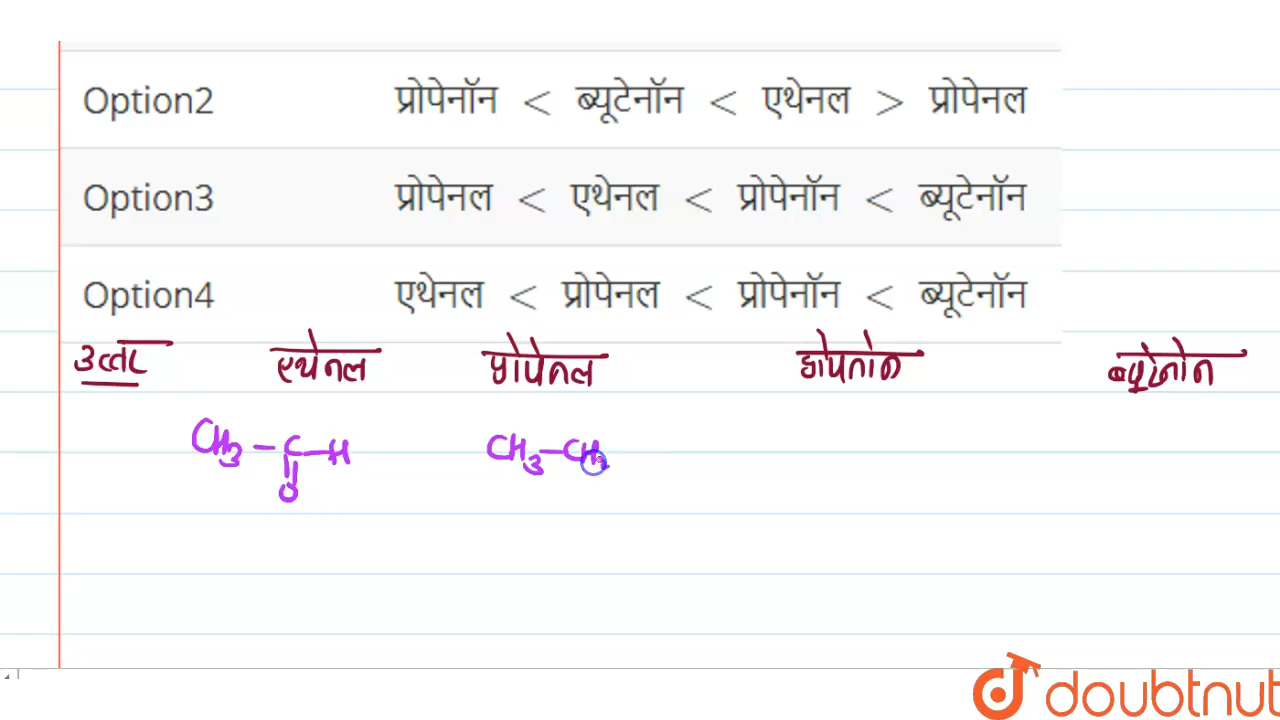 Option2 प्रोपेनॉन < ब्यूटेनॉन < एथेनल > प्रोपेनल
Option3 प्रोपेनल < एथेनल < प्रोपेनॉन < ब्यूटेनॉन
Option4 एथेनल < प्रोपेनल < प्रोपेनॉन < ब्यूटेनॉन
उत्तर एथेनल प्रोपेनल
CH3 – C – H CH3 – CH2
||
O
doubtnut